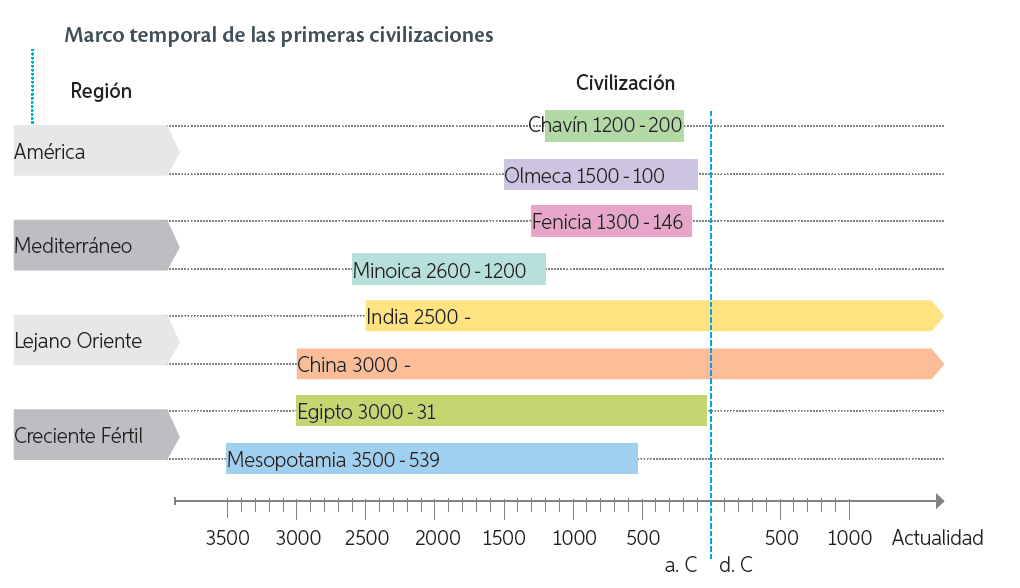 Marco temporal de las primeras civilizaciones
Región
Civilización
América
Chavín 1200 - 200
Olmeca 1500 - 100
Mediterráneo
Fenicia 1300 - 146
Minoica 2600 - 1200
Lejano Oriente
India 2500 -
China 3000 -
Creciente Fértil
Egipto 3000 - 31
Mesopotamia 3500 - 539
3500 3000 2500 2000 1500 1000 500 500 1000 Actualidad
a. C d. C